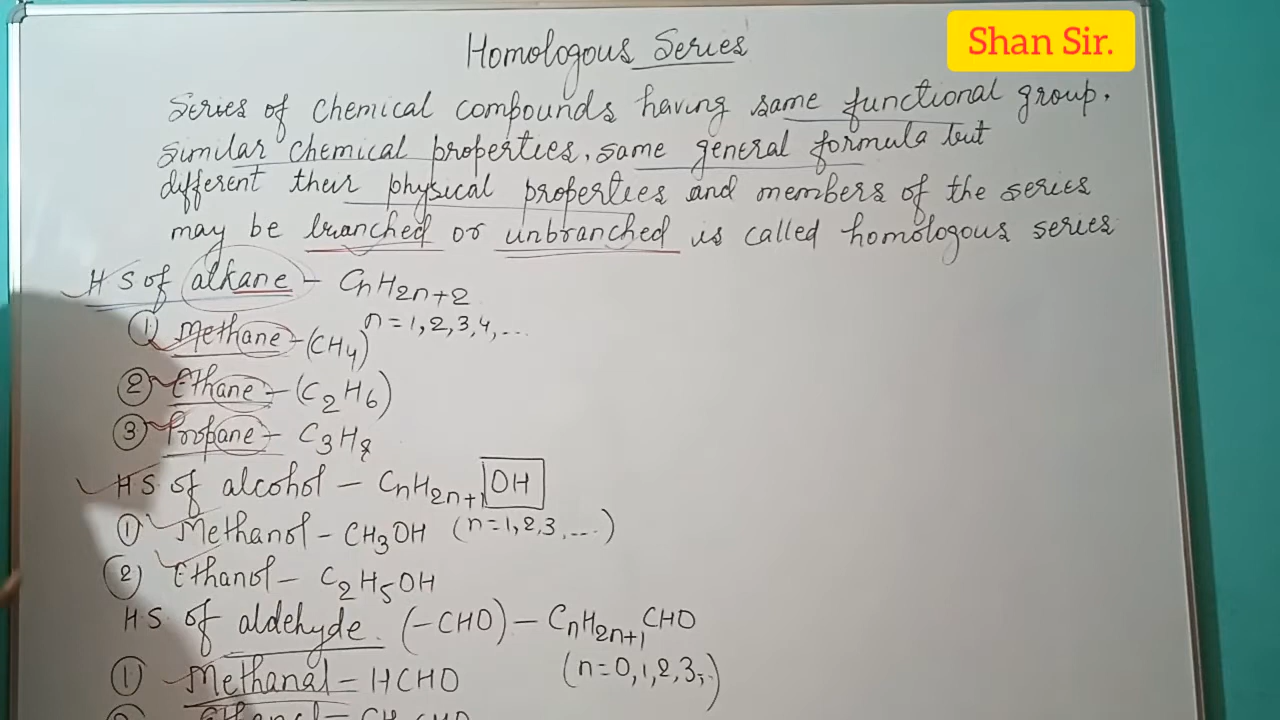 Homologous Series
Shan Sir.
Series of chemical compounds having same functional group,
similar chemical properties, same general formula but
different their physical properties and members of the series
may be branched or unbranched is called homologous series
HS of alkane - CnH2n+2
① Methane - (CH4) n = 1, 2, 3, 4, ...
② Ethane - (C2H6)
③ Propane - C3H8
HS of alcohol - CnH2n+1OH
① Methanol - CH3OH (n = 1, 2, 3, ....)
② Ethanol - C2H5OH
HS of aldehyde. (-CHO) - CnH2n+1CHO
① Methanal - HCHO (n = 0, 1, 2, 3, ..)